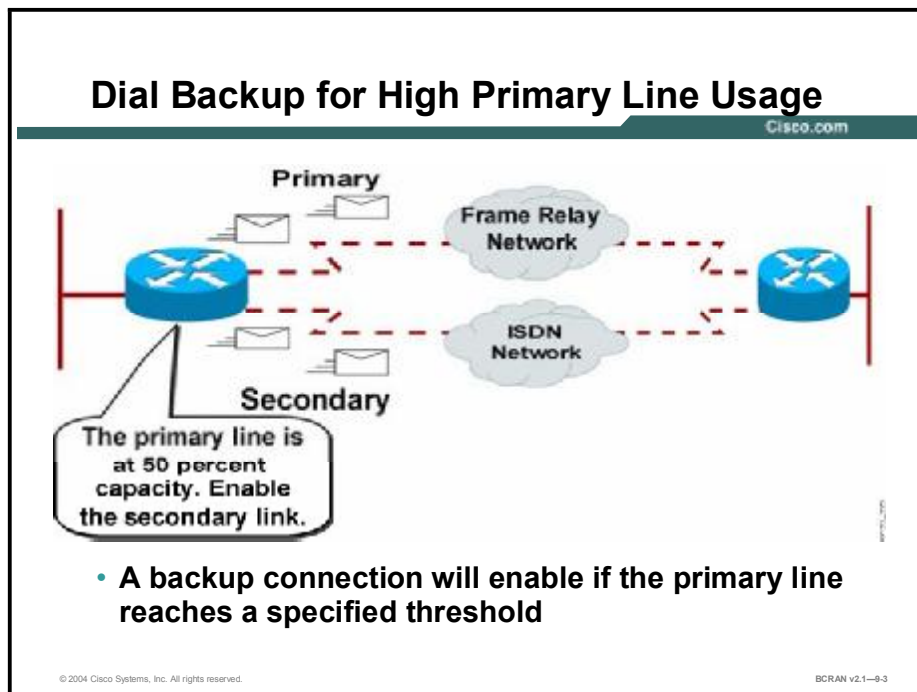 Dial Backup for High Primary Line Usage
Cisco.com
Primary
Frame Relay
Network
ISDN
Network
Secondary
The primary line is
at 50 percent
capacity. Enable
the secondary link.
• A backup connection will enable if the primary line
reaches a specified threshold
© 2004 Cisco Systems, Inc. All rights reserved.
BCRAN v2.1—9-3